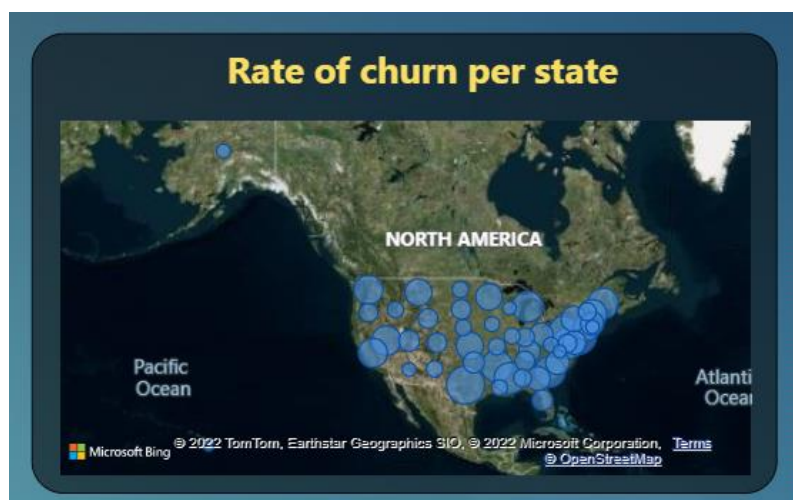 Rate of churn per state
NORTH AMERICA
Pacific
Ocean
Atlanti
Ocea
Microsoft Bing
© 2022 TomTom, Earthstar Geographics SIO, © 2022 Microsoft Corporation, Terms
© OpenStreetMap